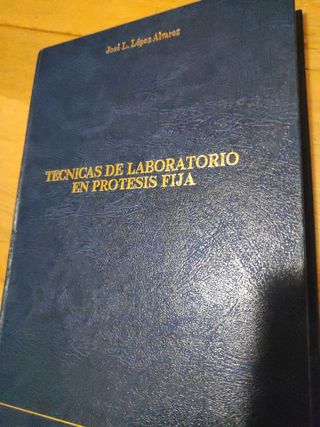 José L. López Alvarez
TECNICAS DE LABORATORIO
EN PROTESIS FIJA